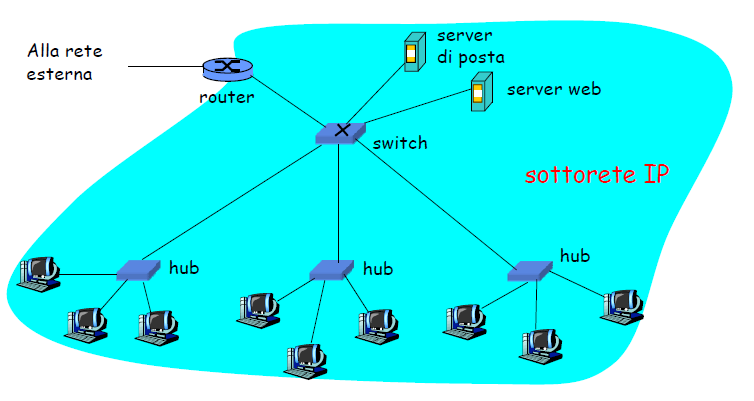 Alla rete
esterna
router
server
di posta
server web
switch
sottorete IP
hub
hub
hub